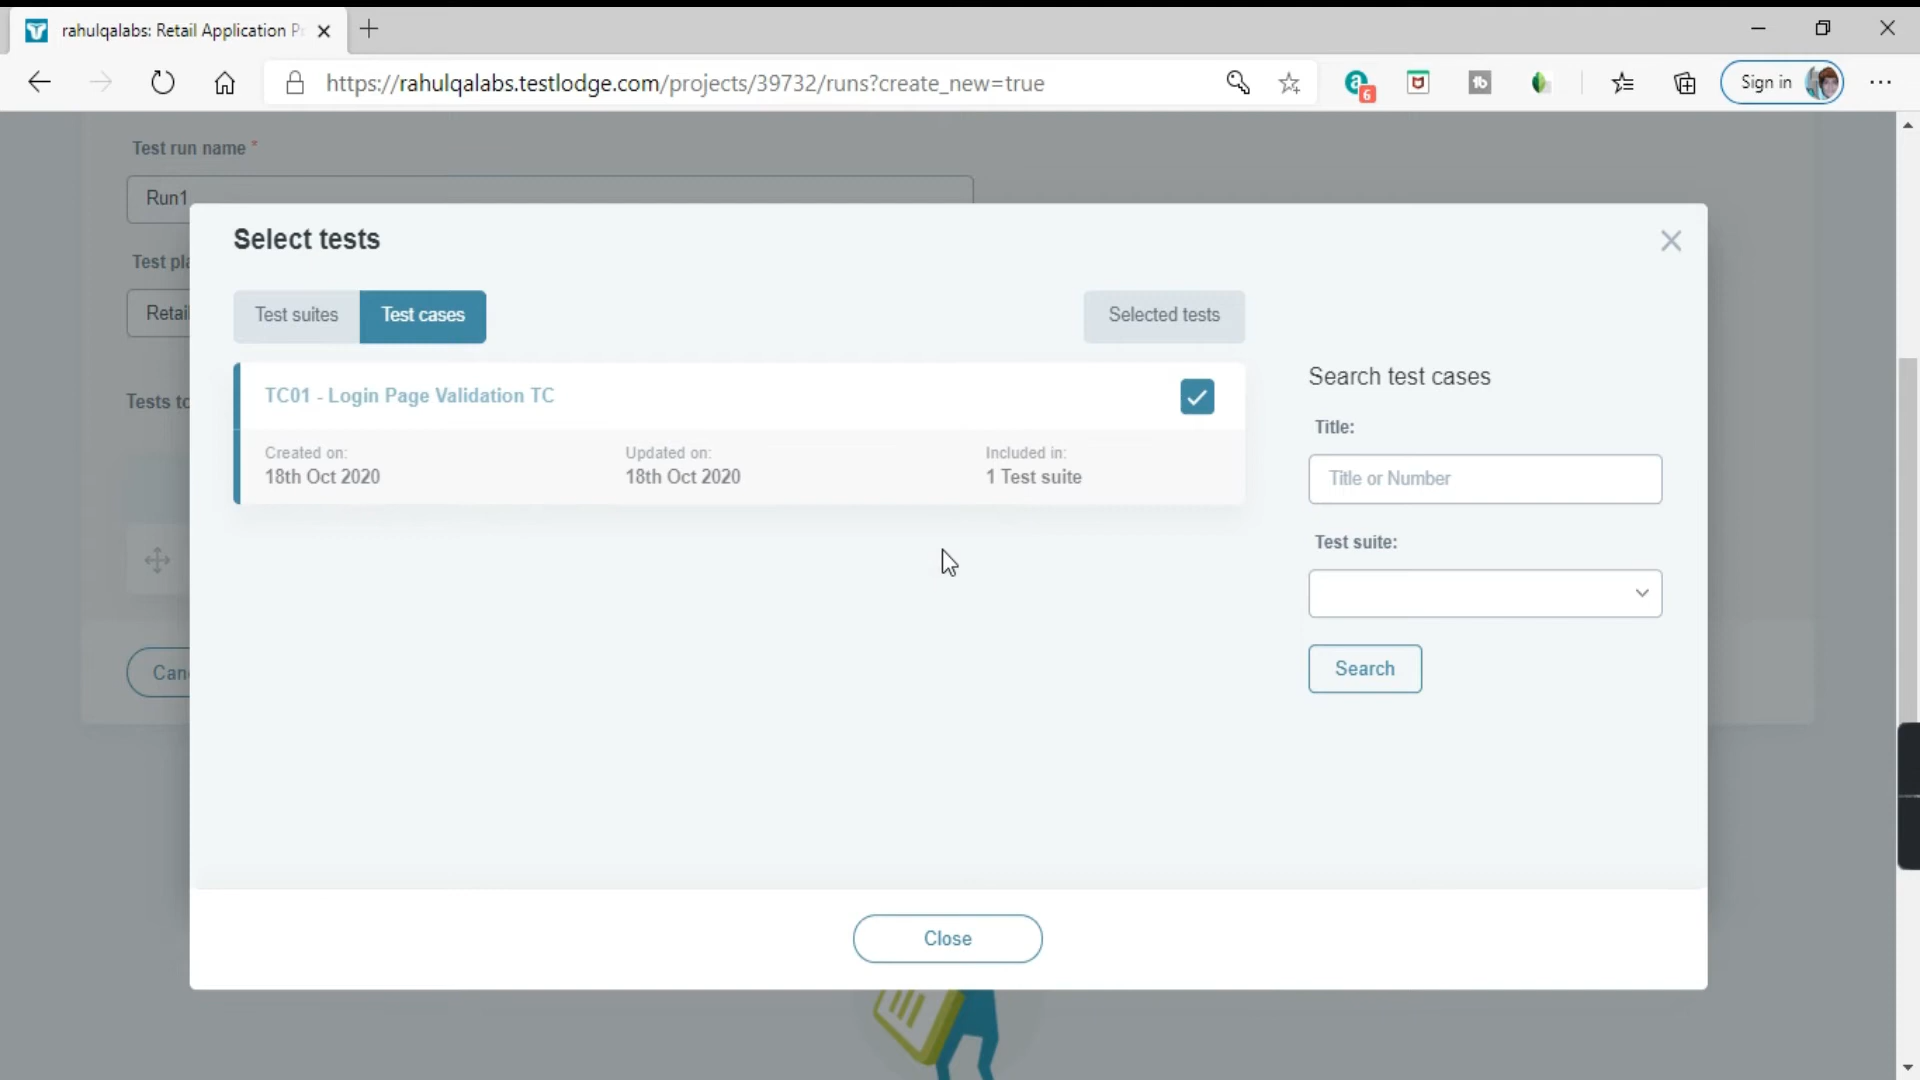 rahulqalabs: Retail Application P
https://rahulqalabs.testlodge.com/projects/39732/runs?create_new=true
6
Sign in
Test run name *
Run1
Select tests
Test pla
Retail
Test suites
Test cases
Selected tests
Tests to
TC01 - Login Page Validation TC
Created on:
18th Oct 2020
Updated on:
18th Oct 2020
Included in:
1 Test suite
Search test cases
Title:
Title or Number
Test suite:
Search
Can
Close